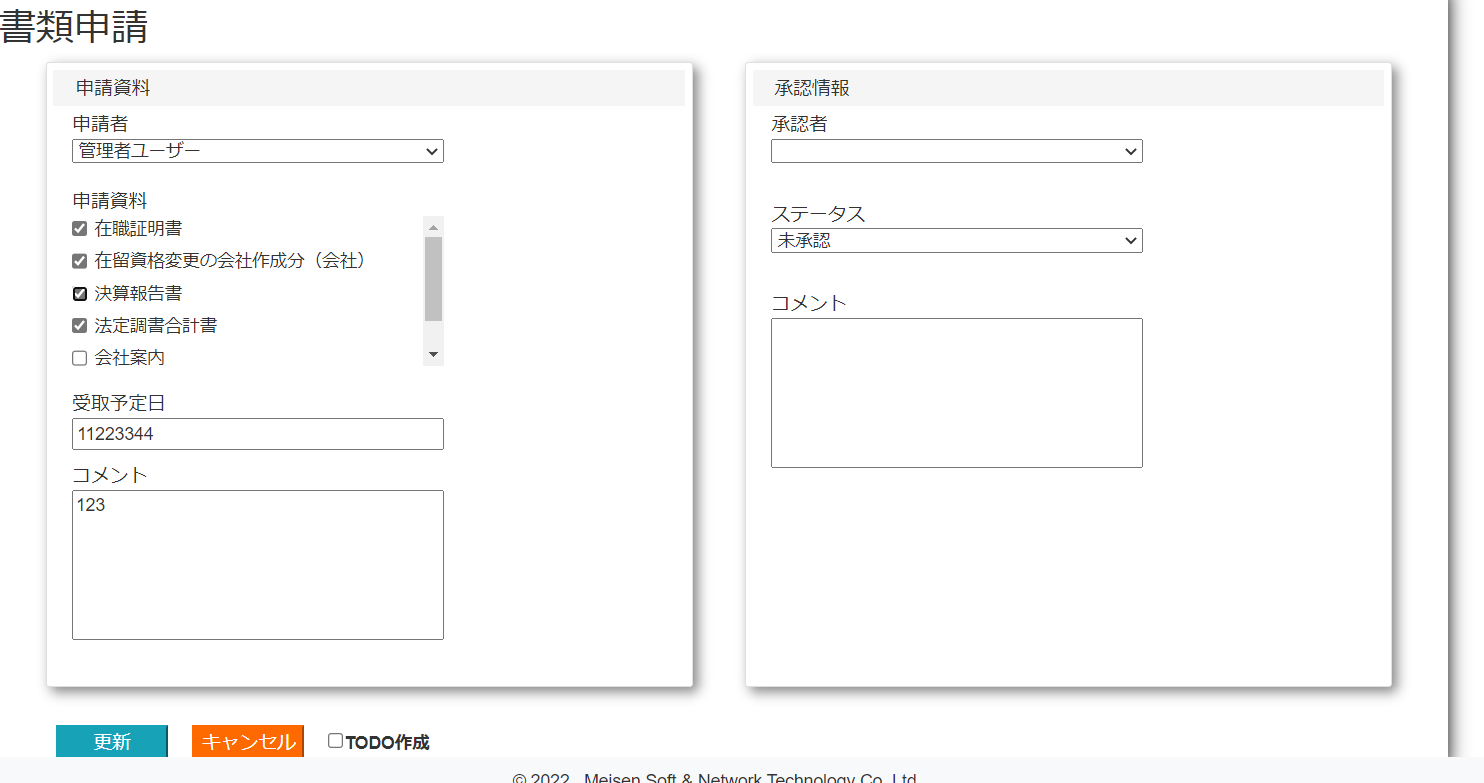 書類申請
申請資料
申請者
管理者ユーザー
申請資料
在職証明書
在留資格変更の会社作成分（会社）
決算報告書
法定調書合計書
会社案内
受取予定日
11223344
コメント
123
承認情報
承認者
ステータス
未承認
コメント
更新
キャンセル
TODO作成
© 2022 Meisen Soft & Network Technology Co.,Ltd